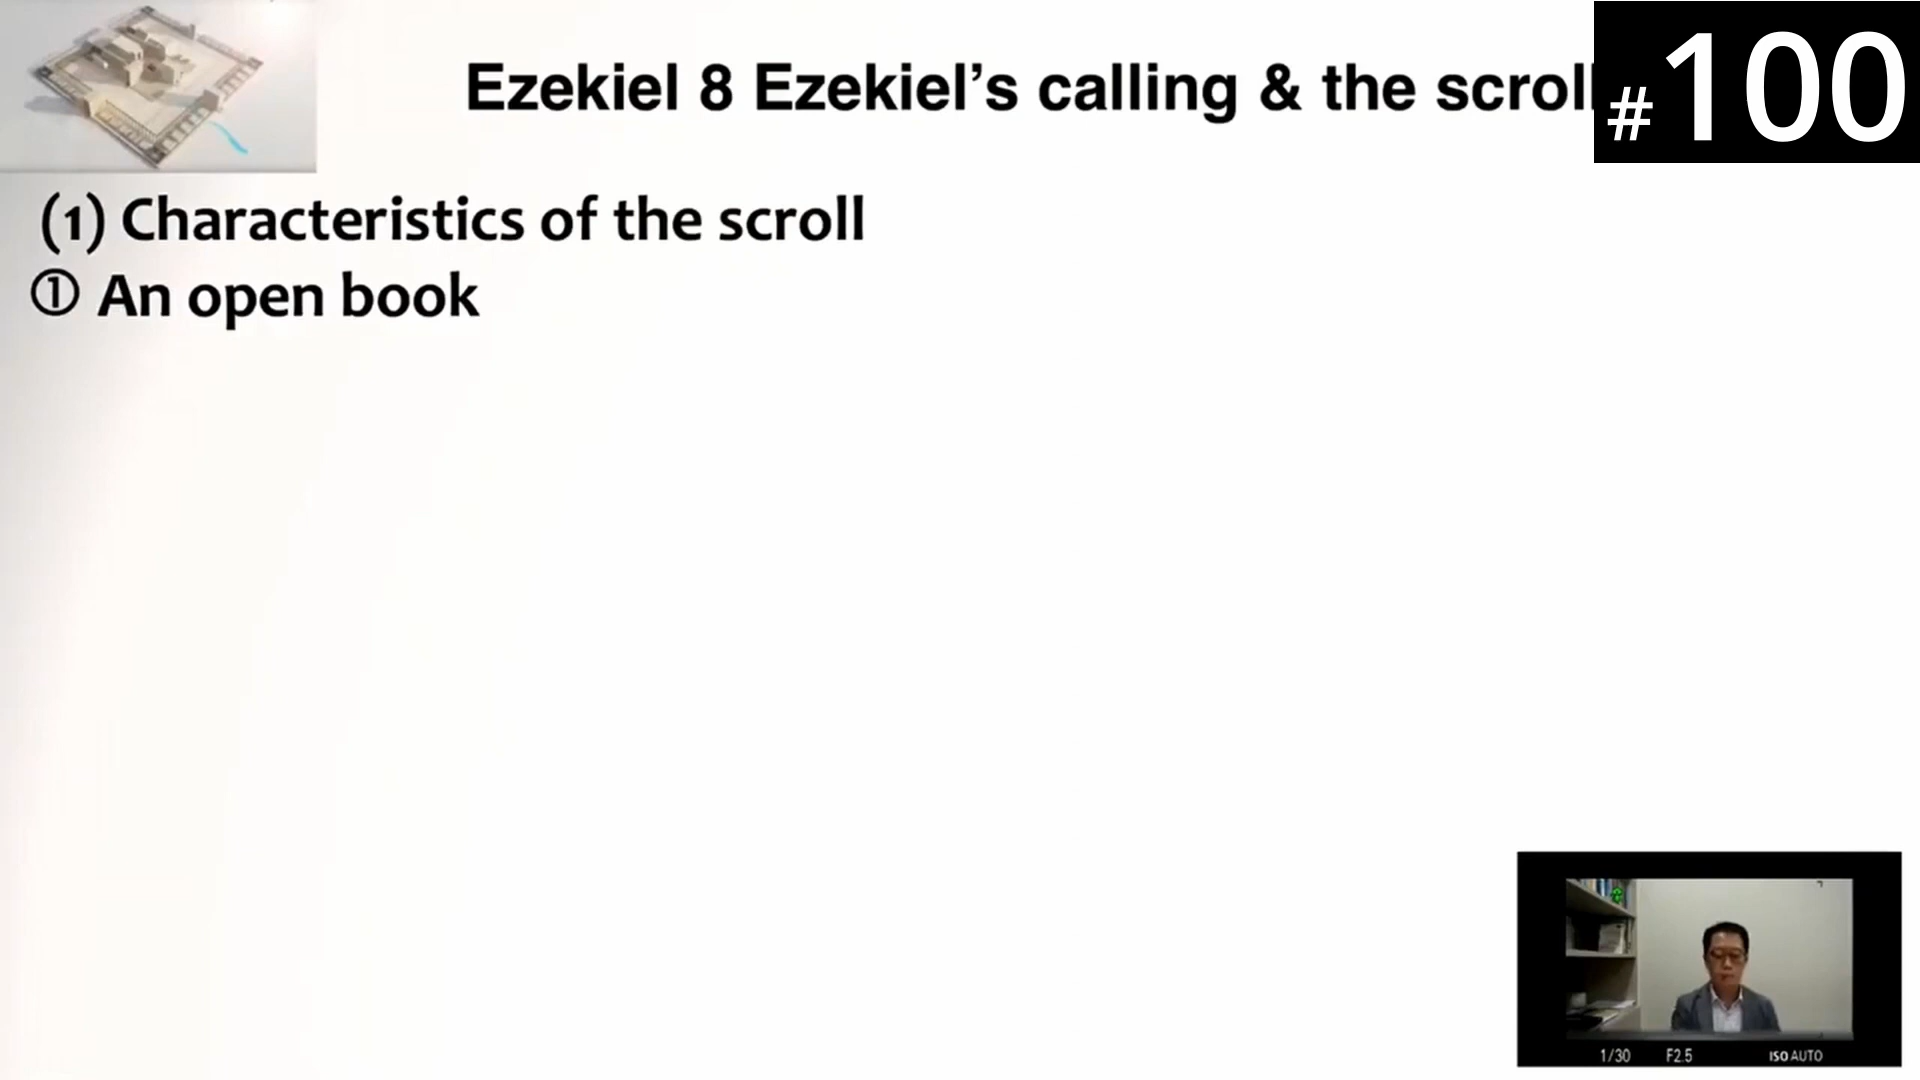 Ezekiel 8 Ezekiel’s calling & the scroll
#100
(1) Characteristics of the scroll
① An open book
1/30 F2.5 ISO AUTO